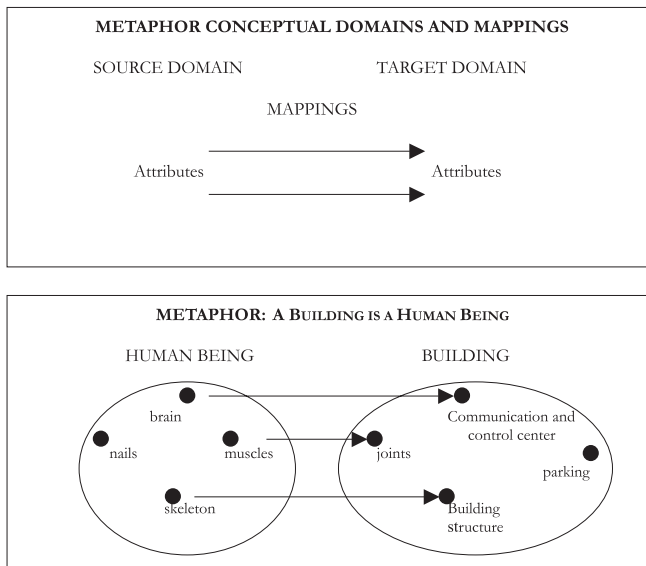 METAPHOR CONCEPTUAL DOMAINS AND MAPPINGS
SOURCE DOMAIN TARGET DOMAIN
MAPPINGS
Attributes Attributes
METAPHOR: A BUILDING IS A HUMAN BEING
HUMAN BEING BUILDING
brain Communication and
control center
nails muscles joints
parking
skeleton Building
structure